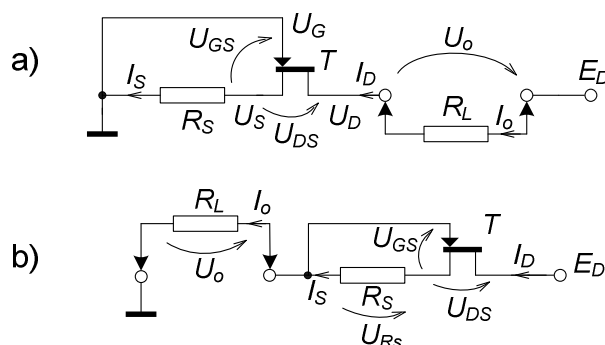 a)
U_G
U_GS
T
U_o
I_S
I_D
E_D
R_S
U_S
U_D
R_L
I_o
U_DS
b)
R_L
I_o
T
U_GS
U_o
I_D
E_D
I_S
R_S
U_DS
U_Rs